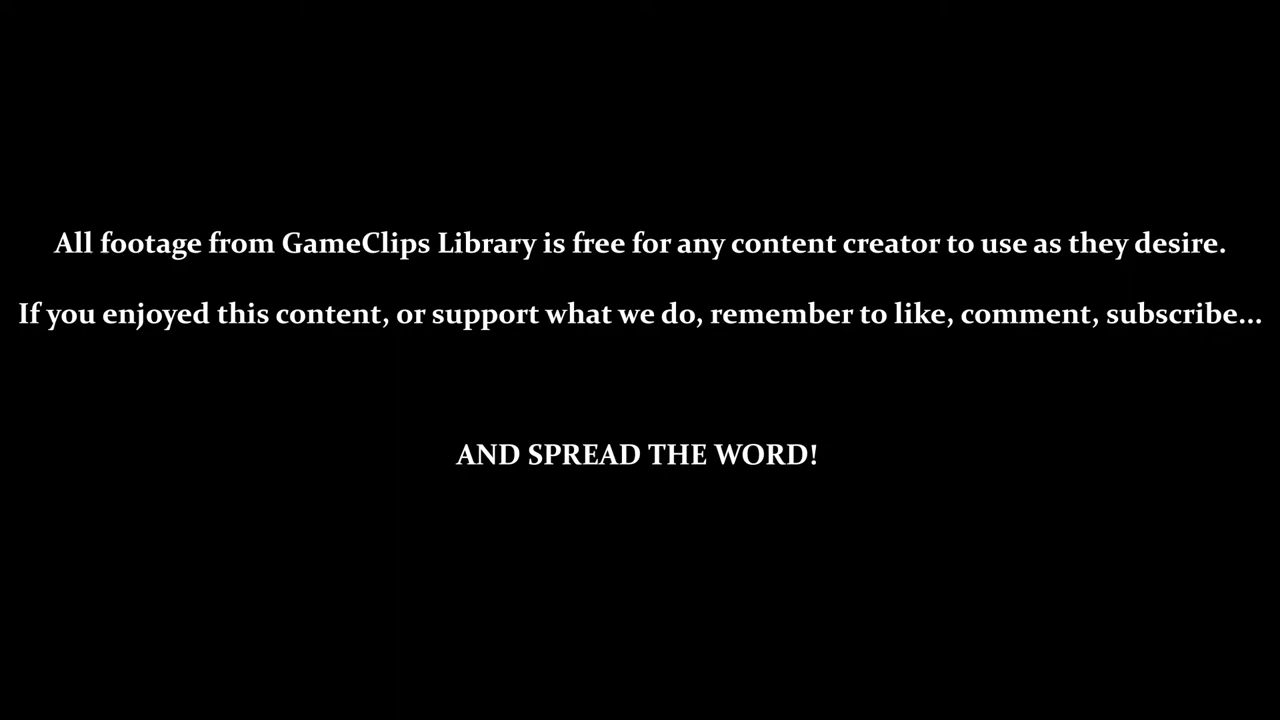 All footage from GameClips Library is free for any content creator to use as they desire.
If you enjoyed this content, or support what we do, remember to like, comment, subscribe...
AND SPREAD THE WORD!